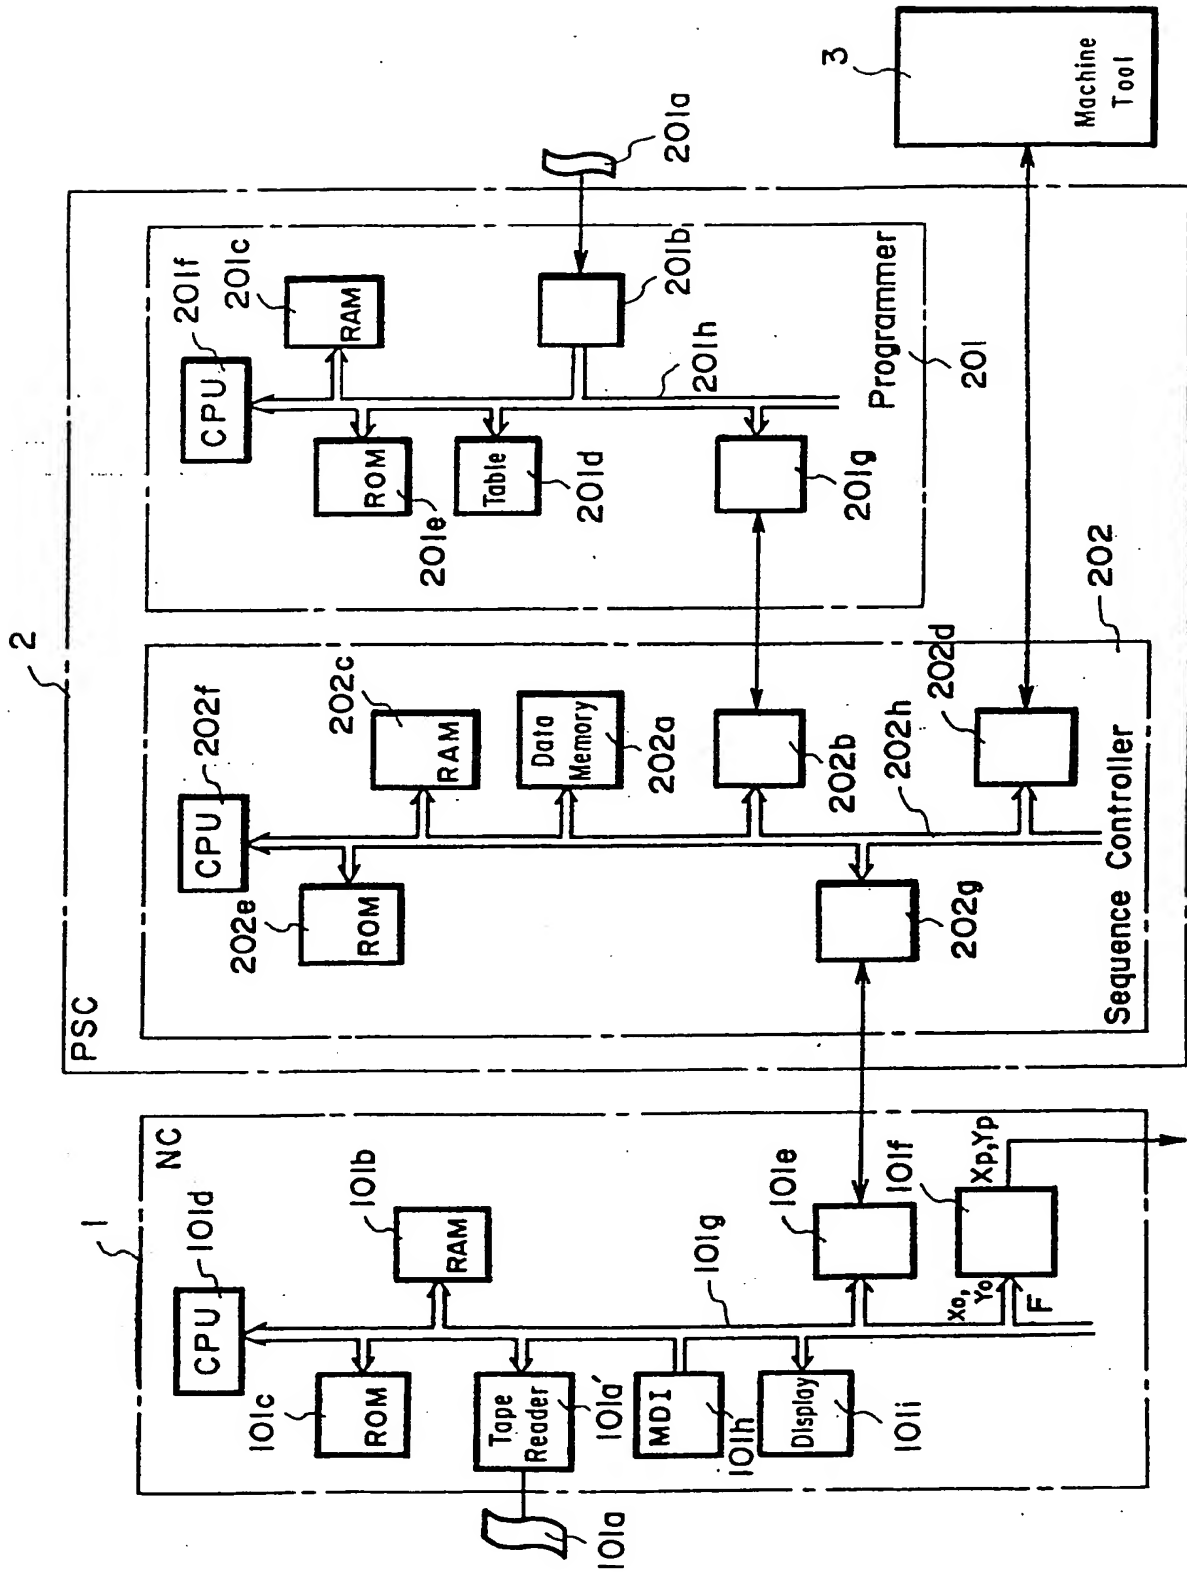 1
NC
CPU
101d
101c
ROM
101b
RAM
101a
Tape
Reader
101a'
MDI
101h
101g
Display
101i
101e
101f
Xo,
Yo
F
Xp,Yp
2
PSC
CPU
202f
202e
ROM
202c
RAM
Data
Memory
202a
202b
202g
202h
202d
Sequence Controller
202
CPU
201f
201c
RAM
ROM
201e
Table
201d
201a
201b
201h
201g
Programmer
201
3
Machine
Tool